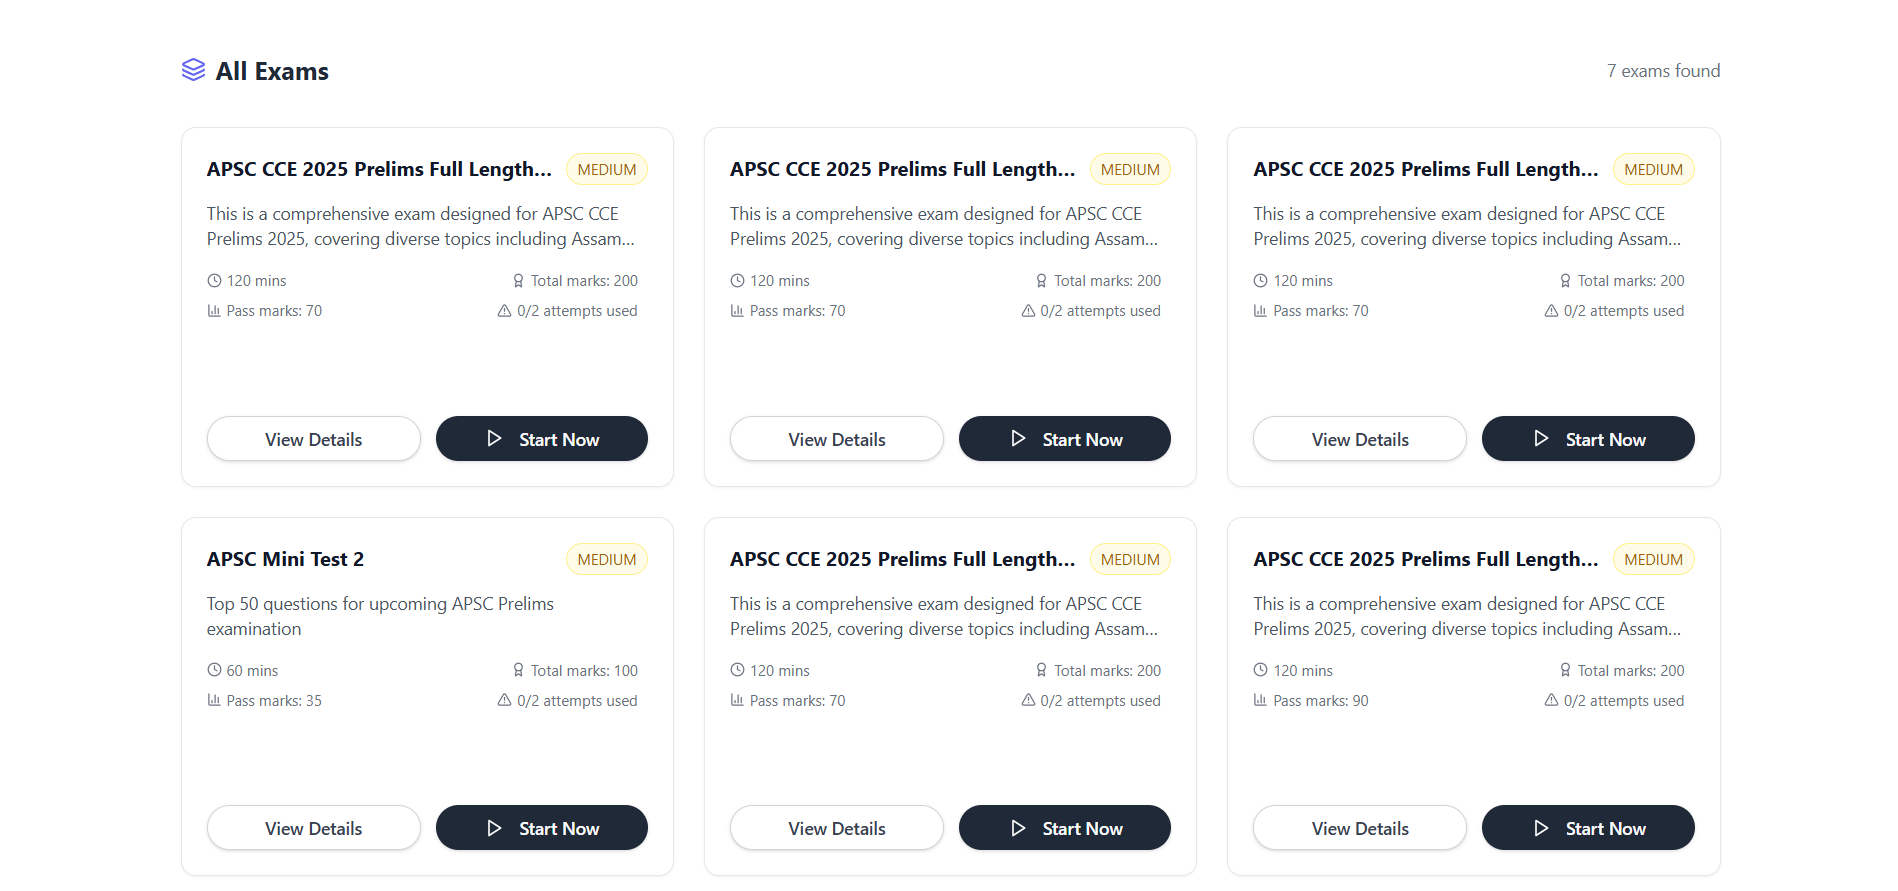 All Exams
7 exams found
APSC CCE 2025 Prelims Full Length...
MEDIUM
This is a comprehensive exam designed for APSC CCE
Prelims 2025, covering diverse topics including Assam...
120 mins
Total marks: 200
Pass marks: 70
0/2 attempts used
View Details
Start Now
APSC CCE 2025 Prelims Full Length...
MEDIUM
This is a comprehensive exam designed for APSC CCE
Prelims 2025, covering diverse topics including Assam...
120 mins
Total marks: 200
Pass marks: 70
0/2 attempts used
View Details
Start Now
APSC CCE 2025 Prelims Full Length...
MEDIUM
This is a comprehensive exam designed for APSC CCE
Prelims 2025, covering diverse topics including Assam...
120 mins
Total marks: 200
Pass marks: 70
0/2 attempts used
View Details
Start Now
APSC Mini Test 2
MEDIUM
Top 50 questions for upcoming APSC Prelims
examination
60 mins
Total marks: 100
Pass marks: 35
0/2 attempts used
View Details
Start Now
APSC CCE 2025 Prelims Full Length...
MEDIUM
This is a comprehensive exam designed for APSC CCE
Prelims 2025, covering diverse topics including Assam...
120 mins
Total marks: 200
Pass marks: 70
0/2 attempts used
View Details
Start Now
APSC CCE 2025 Prelims Full Length...
MEDIUM
This is a comprehensive exam designed for APSC CCE
Prelims 2025, covering diverse topics including Assam...
120 mins
Total marks: 200
Pass marks: 90
0/2 attempts used
View Details
Start Now